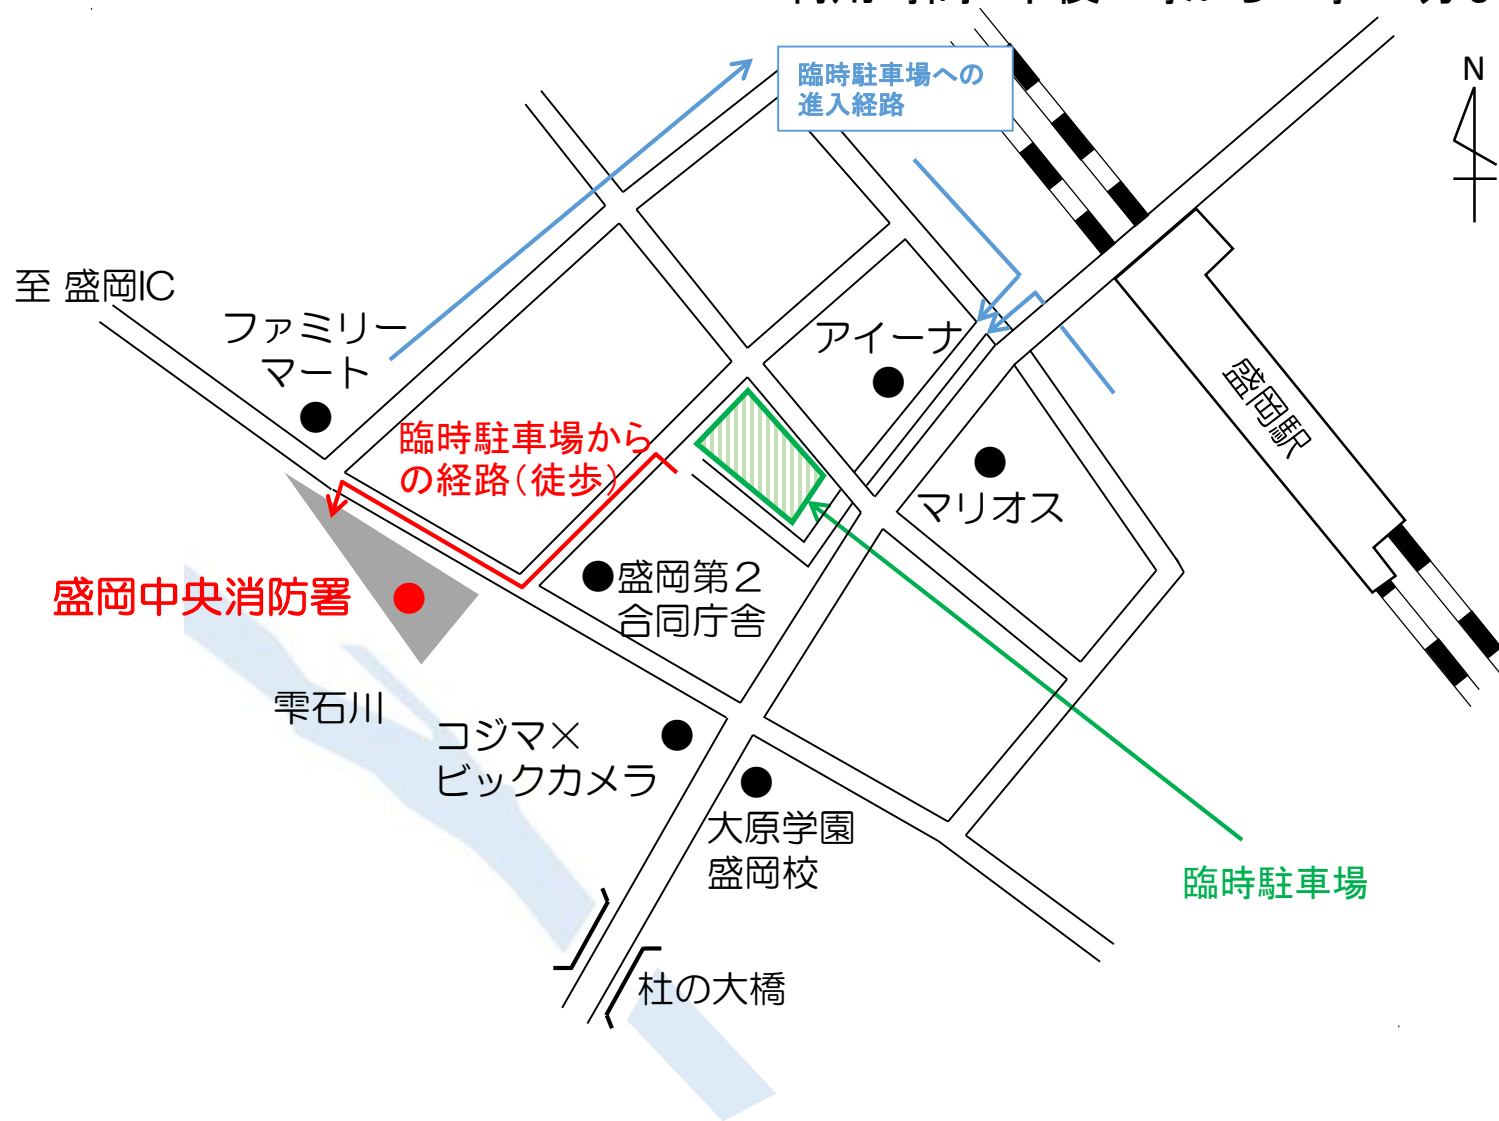 臨時駐車場への
進入経路
N
至 盛岡IC
ファミリー
マート
アイーナ
盛岡駅
臨時駐車場から
の経路（徒歩）
マリオス
盛岡第２
合同庁舎
盛岡中央消防署
雫石川
コジマ×
ビックカメラ
大原学園
盛岡校
臨時駐車場
杜の大橋